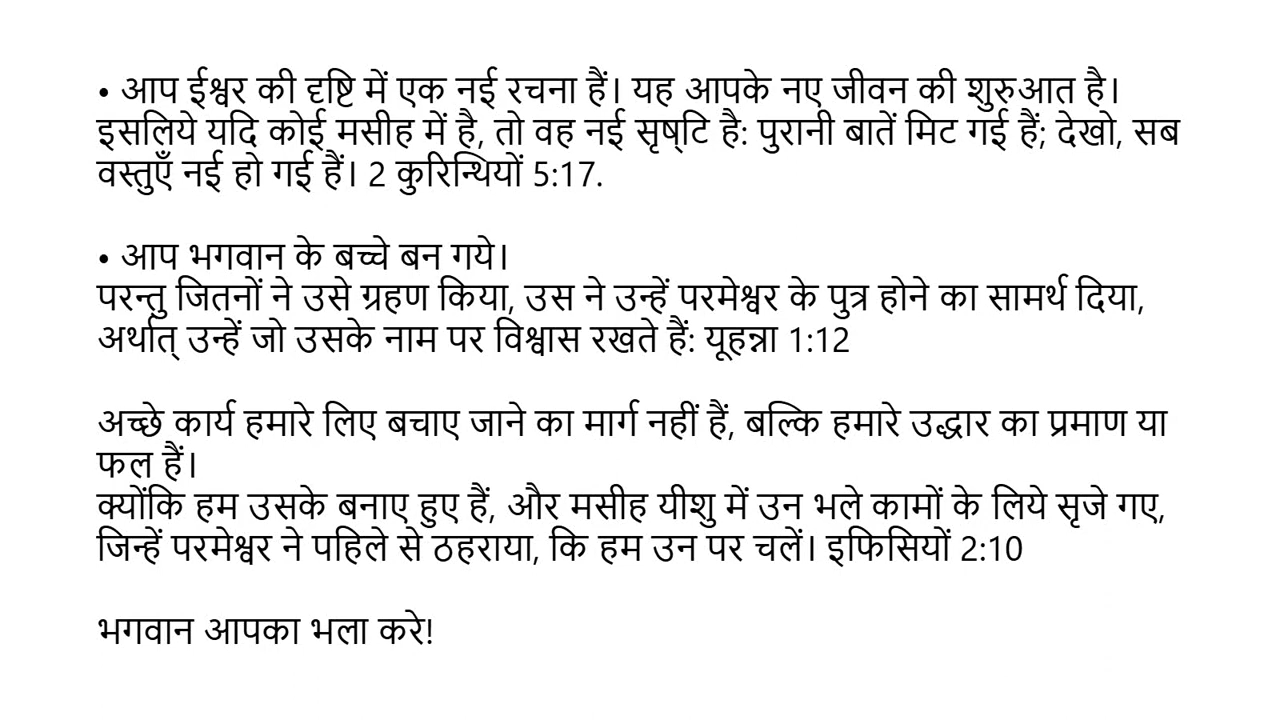 • आप ईश्वर की दृष्टि में एक नई रचना हैं। यह आपके नए जीवन की शुरुआत है।
इसलिये यदि कोई मसीह में है, तो वह नई सृष्‍टि है: पुरानी बातें मिट गई हैं; देखो, सब
वस्तुएँ नई हो गई हैं। 2 कुरिन्थियों 5:17.
• आप भगवान के बच्चे बन गये।
परन्तु जितनों ने उसे ग्रहण किया, उस ने उन्हें परमेश्वर के पुत्र होने का सामर्थ दिया,
अर्थात् उन्हें जो उसके नाम पर विश्वास रखते हैं: यूहन्ना 1:12
अच्छे कार्य हमारे लिए बचाए जाने का मार्ग नहीं हैं, बल्कि हमारे उद्धार का प्रमाण या
फल हैं।
क्योंकि हम उसके बनाए हुए हैं, और मसीह यीशु में उन भले कामों के लिये सृजे गए,
जिन्हें परमेश्वर ने पहिले से ठहराया, कि हम उन पर चलें। इफिसियों 2:10
भगवान आपका भला करे!